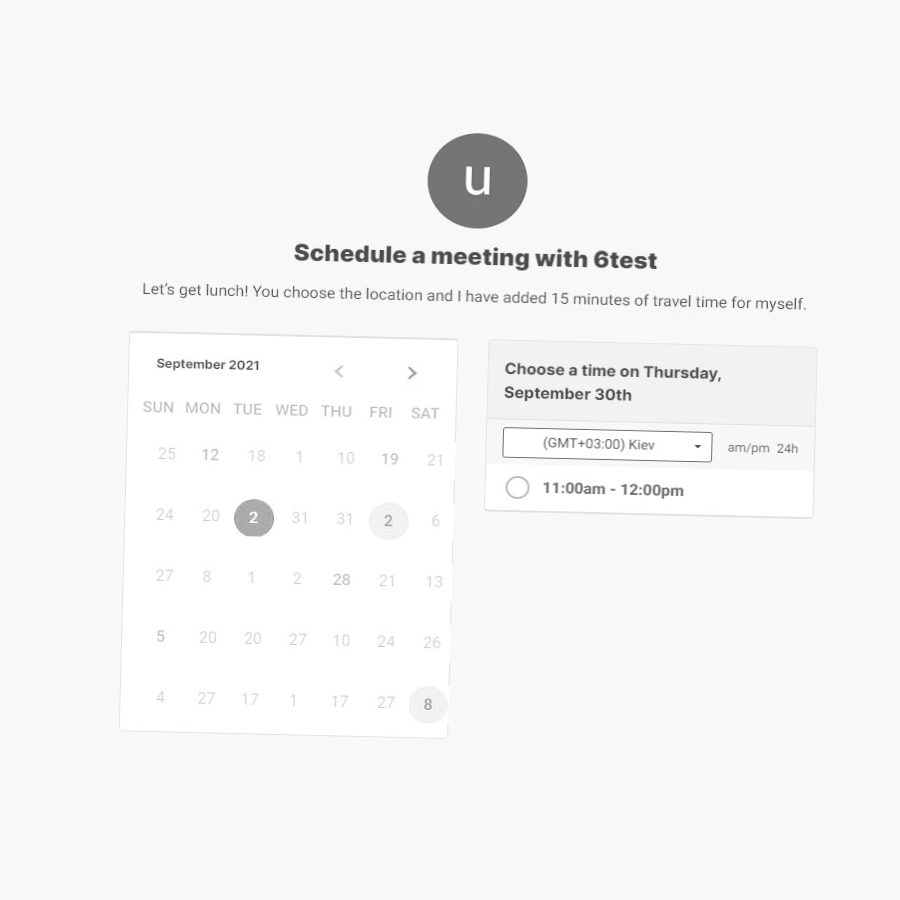 u
Schedule a meeting with 6test
Let's get lunch! You choose the location and I have added 15 minutes of travel time for myself.
September 2021
SUN MON TUE WED THU FRI SAT
25 12 18 1 10 19 21
24 20 2 31 31 2 6
27 8 1 2 28 21 13
5 20 20 27 10 24 26
4 27 17 1 17 27 8
Choose a time on Thursday,
September 30th
(GMT+03:00) Kiev
am/pm 24h
11:00am - 12:00pm